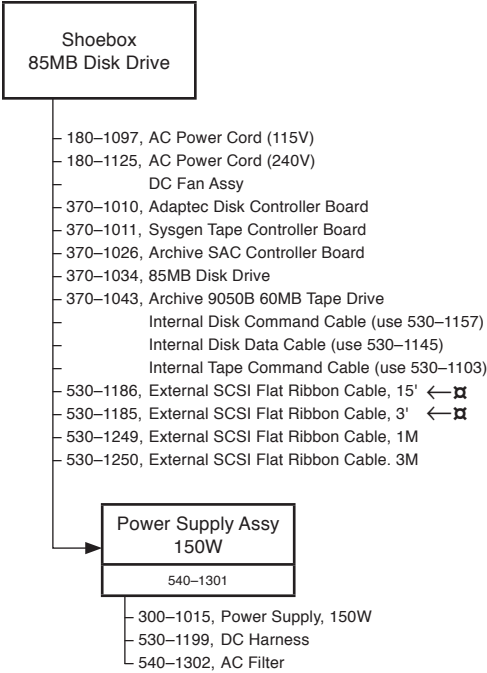 Shoebox
85MB Disk Drive
– 180–1097, AC Power Cord (115V)
– 180–1125, AC Power Cord (240V)
– DC Fan Assy
– 370–1010, Adaptec Disk Controller Board
– 370–1011, Sysgen Tape Controller Board
– 370–1026, Archive SAC Controller Board
– 370–1034, 85MB Disk Drive
– 370–1043, Archive 9050B 60MB Tape Drive
– Internal Disk Command Cable (use 530–1157)
– Internal Disk Data Cable (use 530–1145)
– Internal Tape Command Cable (use 530–1103)
– 530–1186, External SCSI Flat Ribbon Cable, 15' ←¤
– 530–1185, External SCSI Flat Ribbon Cable, 3' ←¤
– 530–1249, External SCSI Flat Ribbon Cable, 1M
– 530–1250, External SCSI Flat Ribbon Cable. 3M
Power Supply Assy
150W
540–1301
– 300–1015, Power Supply, 150W
– 530–1199, DC Harness
– 540–1302, AC Filter